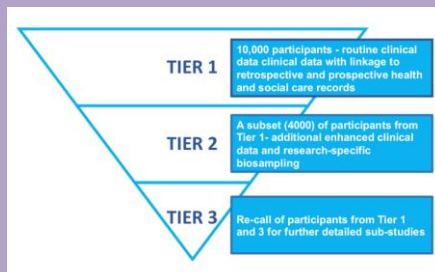 TIER 1
10,000 participants - routine clinical
data clinical data with linkage to
retrospective and prospective health
and social care records
TIER 2
A subset (4000) of participants from
Tier 1- additional enhanced clinical
data and research-specific
biosampling
TIER 3
Re-call of participants from Tier 1
and 3 for further detailed sub-studies